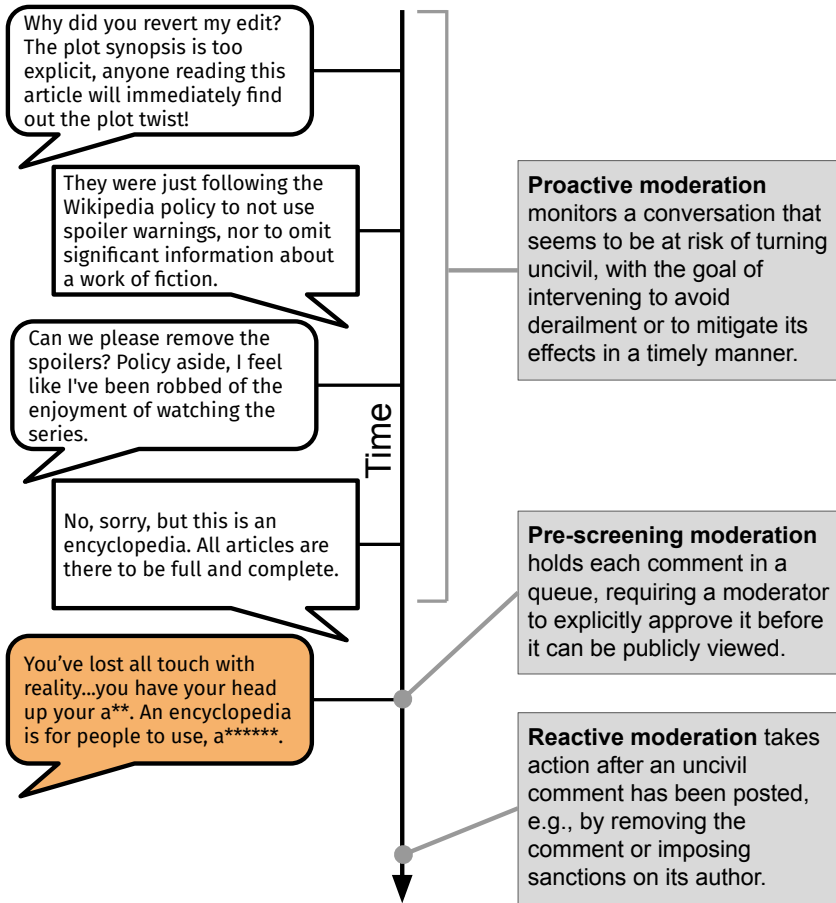 Why did you revert my edit?
The plot synopsis is too
explicit, anyone reading this
article will immediately find
out the plot twist!
They were just following the
Wikipedia policy to not use
spoiler warnings, nor to omit
significant information about
a work of fiction.
Can we please remove the
spoilers? Policy aside, I feel
like I've been robbed of the
enjoyment of watching the
series.
No, sorry, but this is an
encyclopedia. All articles are
there to be full and complete.
You’ve lost all touch with
reality...you have your head
up your a**. An encyclopedia
is for people to use, a******.
Time
Proactive moderation
monitors a conversation that
seems to be at risk of turning
uncivil, with the goal of
intervening to avoid
derailment or to mitigate its
effects in a timely manner.
Pre-screening moderation
holds each comment in a
queue, requiring a moderator
to explicitly approve it before
it can be publicly viewed.
Reactive moderation takes
action after an uncivil
comment has been posted,
e.g., by removing the
comment or imposing
sanctions on its author.